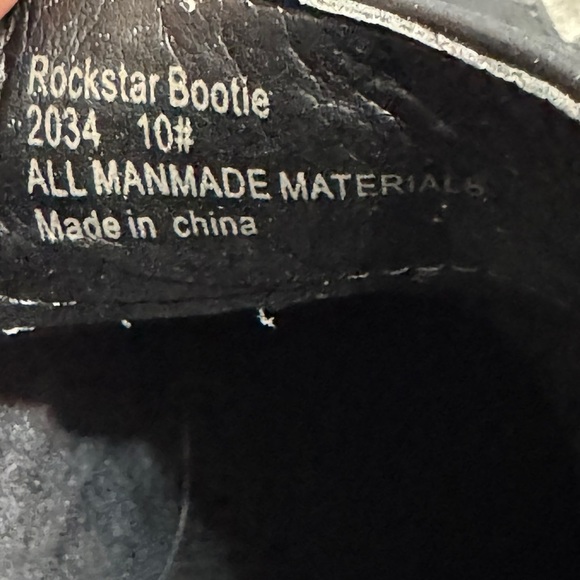 Rockstar Bootie
2034 10#
ALL MANMADE MATERIALS
Made in china